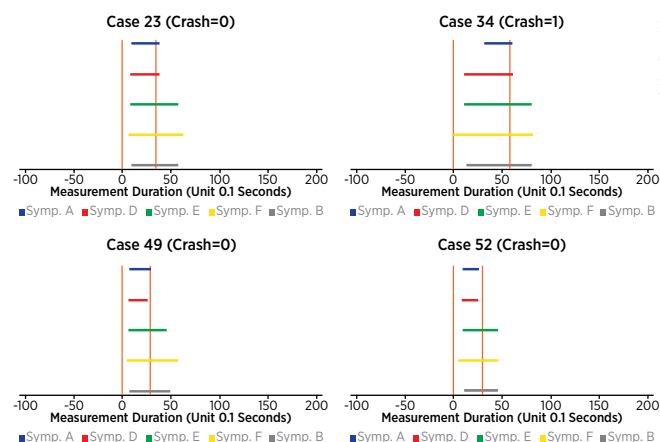 Case 23 (Crash=0)
-100 -50 0 50 100 150 200
Measurement Duration (Unit 0.1 Seconds)
Symp. A Symp. D Symp. E Symp. F Symp. B
Case 34 (Crash=1)
-100 -50 0 50 100 150 200
Measurement Duration (Unit 0.1 Seconds)
Symp. A Symp. D Symp. E Symp. F Symp. B
Case 49 (Crash=0)
-100 -50 0 50 100 150 200
Measurement Duration (Unit 0.1 Seconds)
Symp. A Symp. D Symp. E Symp. F Symp. B
Case 52 (Crash=0)
-100 -50 0 50 100 150 200
Measurement Duration (Unit 0.1 Seconds)
Symp. A Symp. D Symp. E Symp. F Symp. B